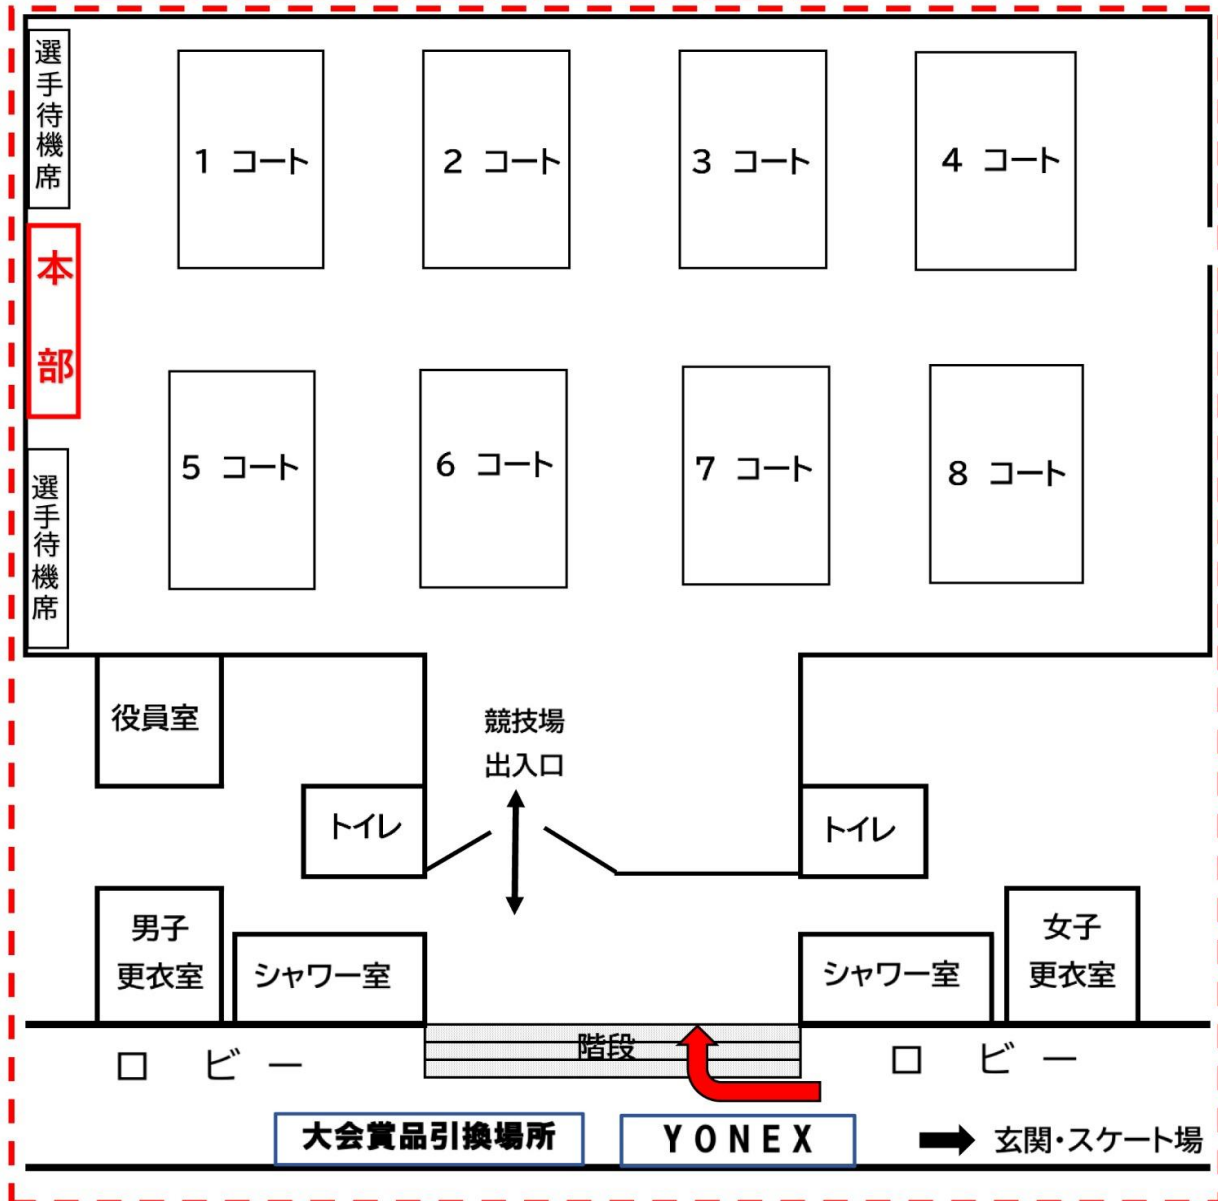 選手待機席
1 コート
2 コート
3 コート
4 コート
本部
5 コート
6 コート
7 コート
8 コート
選手待機席
役員室
競技場
出入口
トイレ
トイレ
男子
更衣室
シャワー室
シャワー室
女子
更衣室
階段
ロビー
ロビー
大会賞品引換場所
YONEX
玄関・スケート場